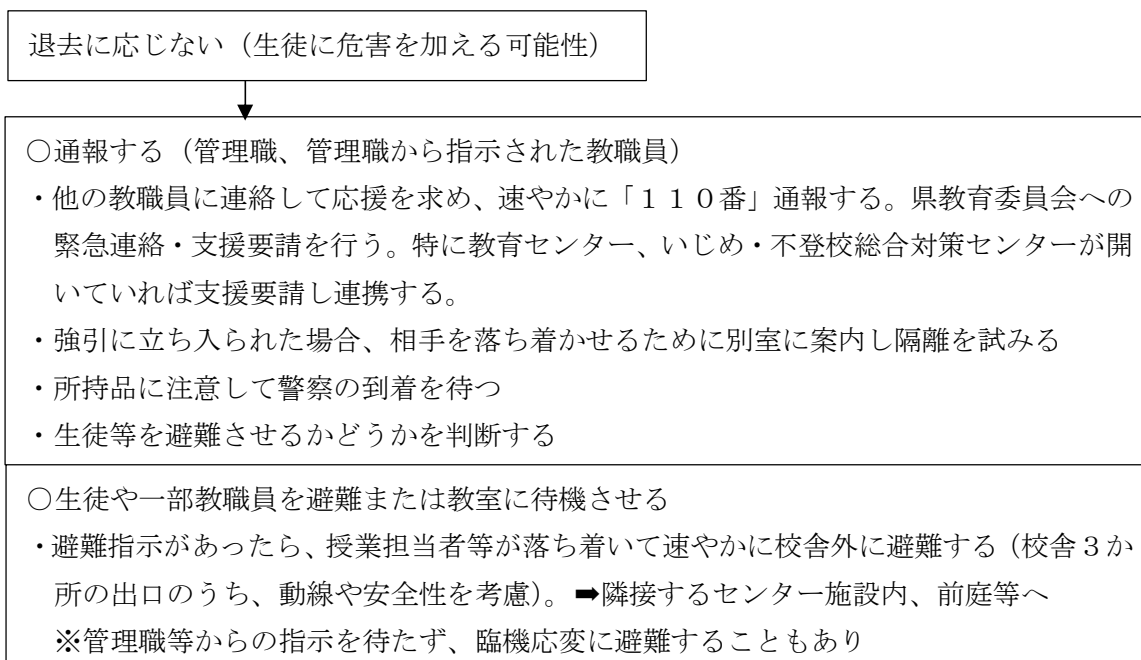 退去に応じない（生徒に危害を加える可能性）
〇通報する（管理職、管理職から指示された教職員）
・他の教職員に連絡して応援を求め、速やかに「１１０番」通報する。県教育委員会への
緊急連絡・支援要請を行う。特に教育センター、いじめ・不登校総合対策センターが開
いていれば支援要請し連携する。
・強引に立ち入られた場合、相手を落ち着かせるために別室に案内し隔離を試みる
・所持品に注意して警察の到着を待つ
・生徒等を避難させるかどうかを判断する
〇生徒や一部教職員を避難または教室に待機させる
・避難指示があったら、授業担当者等が落ち着いて速やかに校舎外に避難する（校舎３か
所の出口のうち、動線や安全性を考慮）。➡隣接するセンター施設内、前庭等へ
※管理職等からの指示を待たず、臨機応変に避難することもあり